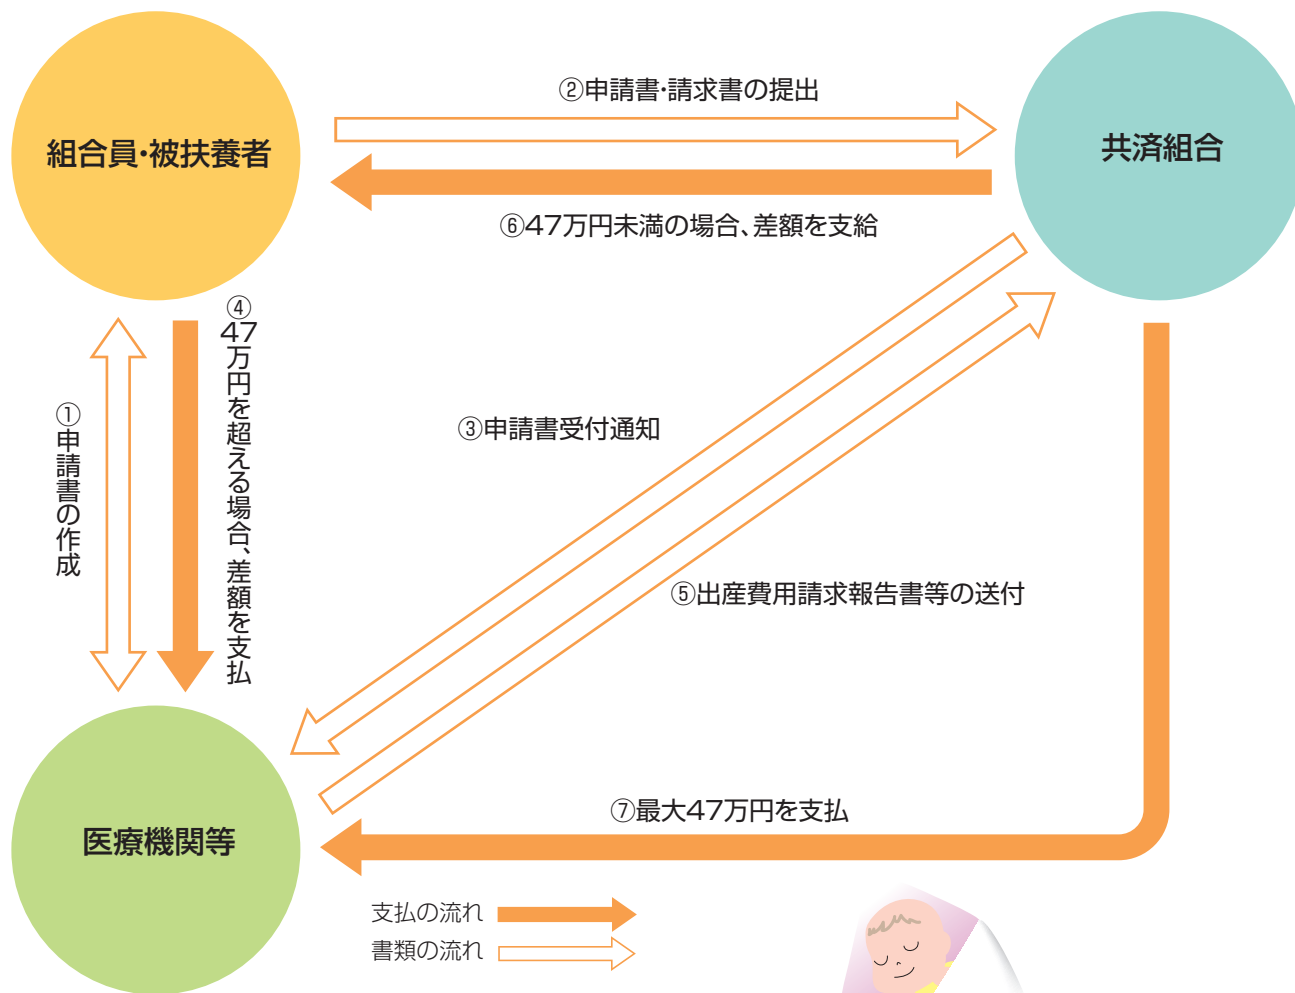 ②申請書・請求書の提出
組合員・被扶養者
共済組合
⑥47万円未満の場合、差額を支給
④47万円を超える場合、差額を支払
①申請書の作成
③申請書受付通知
⑤出産費用請求報告書等の送付
⑦最大47万円を支払
医療機関等
支払の流れ
書類の流れ